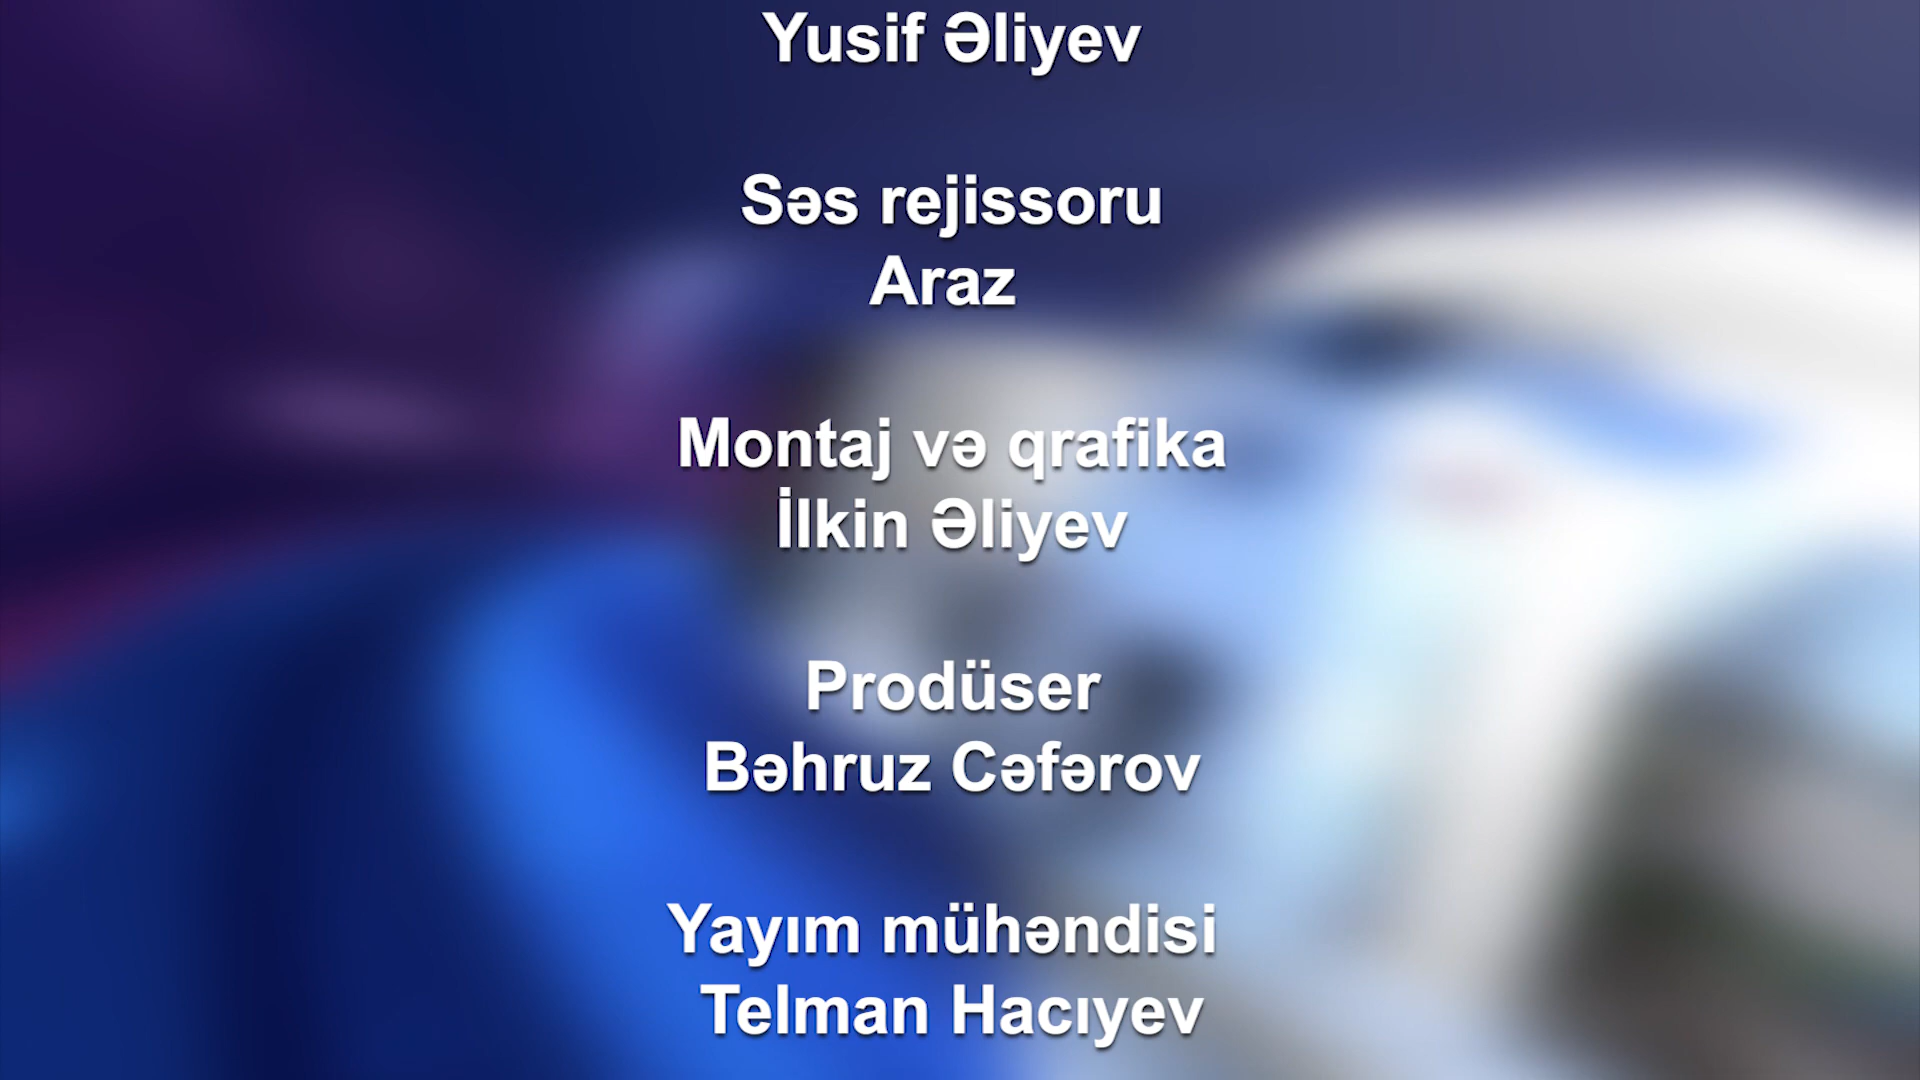 Yusif Əliyev
Səs rejissoru
Araz
Montaj və qrafika
İlkin Əliyev
Prodüser
Bəhruz Cəfərov
Yayım mühəndisi
Telman Hacıyev